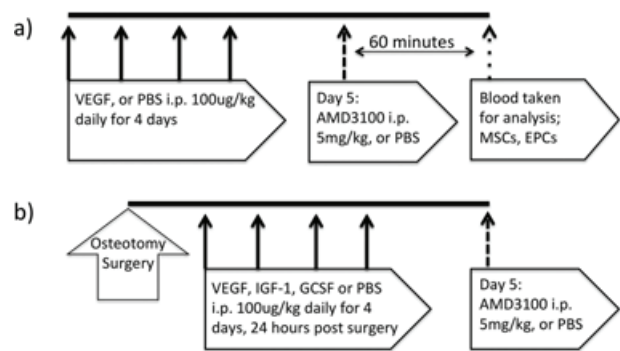 a)
60 minutes
VEGF, or PBS i.p. 100ug/kg
daily for 4 days
Day 5:
AMD3100 i.p.
5mg/kg, or PBS
Blood taken
for analysis;
MSCs, EPCs
b)
Osteotomy
Surgery
VEGF, IGF-1, GCSF or PBS
i.p. 100ug/kg daily for 4
days, 24 hours post surgery
Day 5:
AMD3100 i.p.
5mg/kg, or PBS